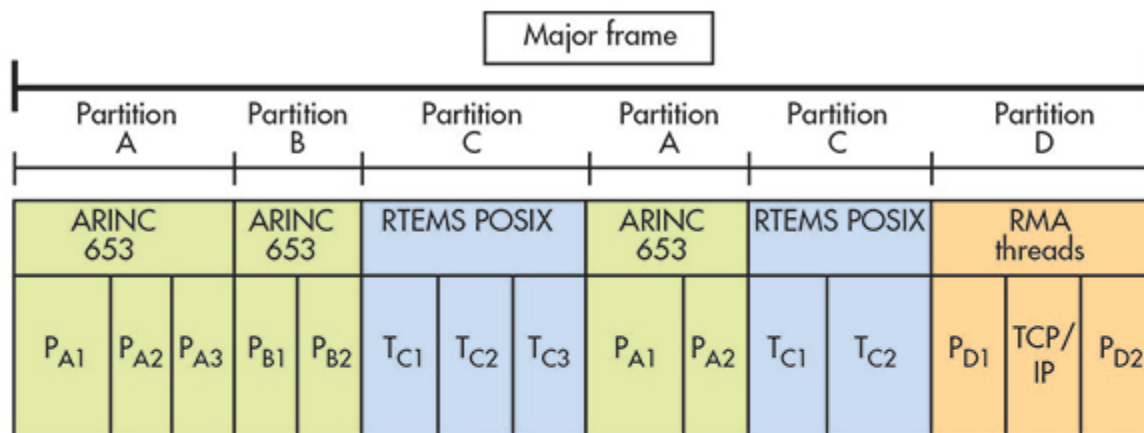 Major frame
Partition A
Partition B
Partition C
Partition A
Partition C
Partition D
ARINC 653
ARINC 653
RTEMS POSIX
ARINC 653
RTEMS POSIX
RMA threads
PA1
PA2
PA3
PB1
PB2
TC1
TC2
TC3
PA1
PA2
TC1
TC2
PD1
TCP/IP
PD2